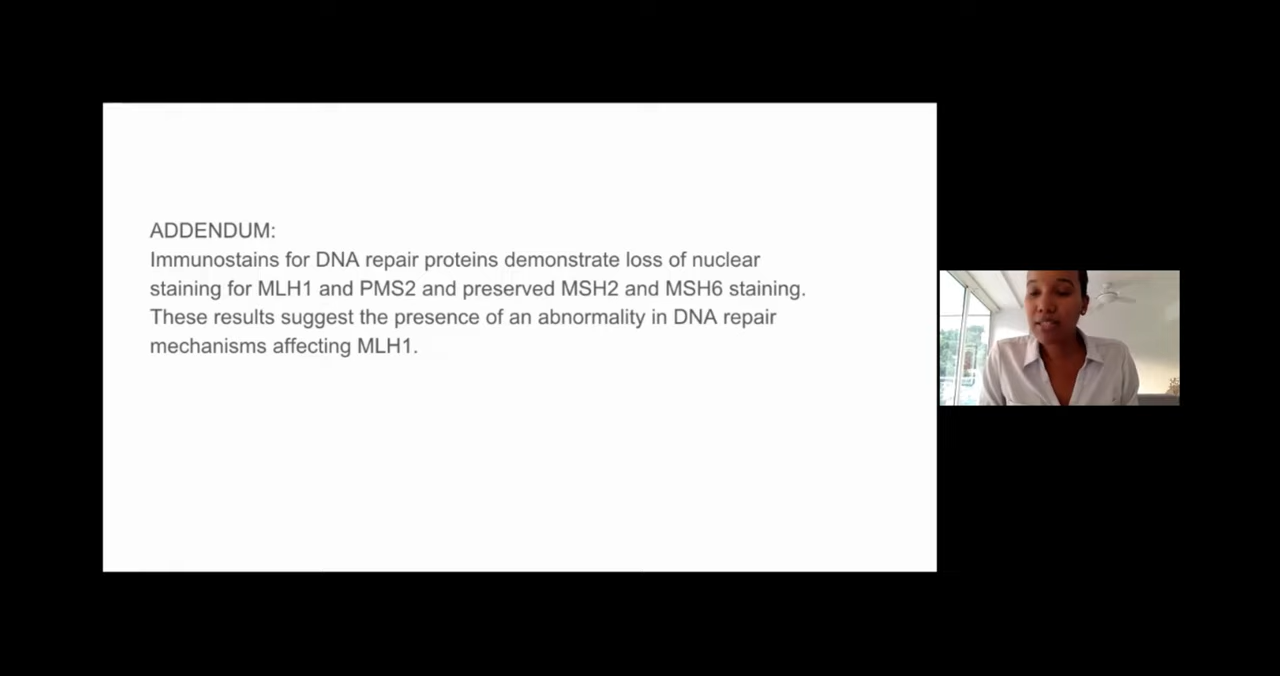 ADDENDUM:
Immunostains for DNA repair proteins demonstrate loss of nuclear
staining for MLH1 and PMS2 and preserved MSH2 and MSH6 staining.
These results suggest the presence of an abnormality in DNA repair
mechanisms affecting MLH1.